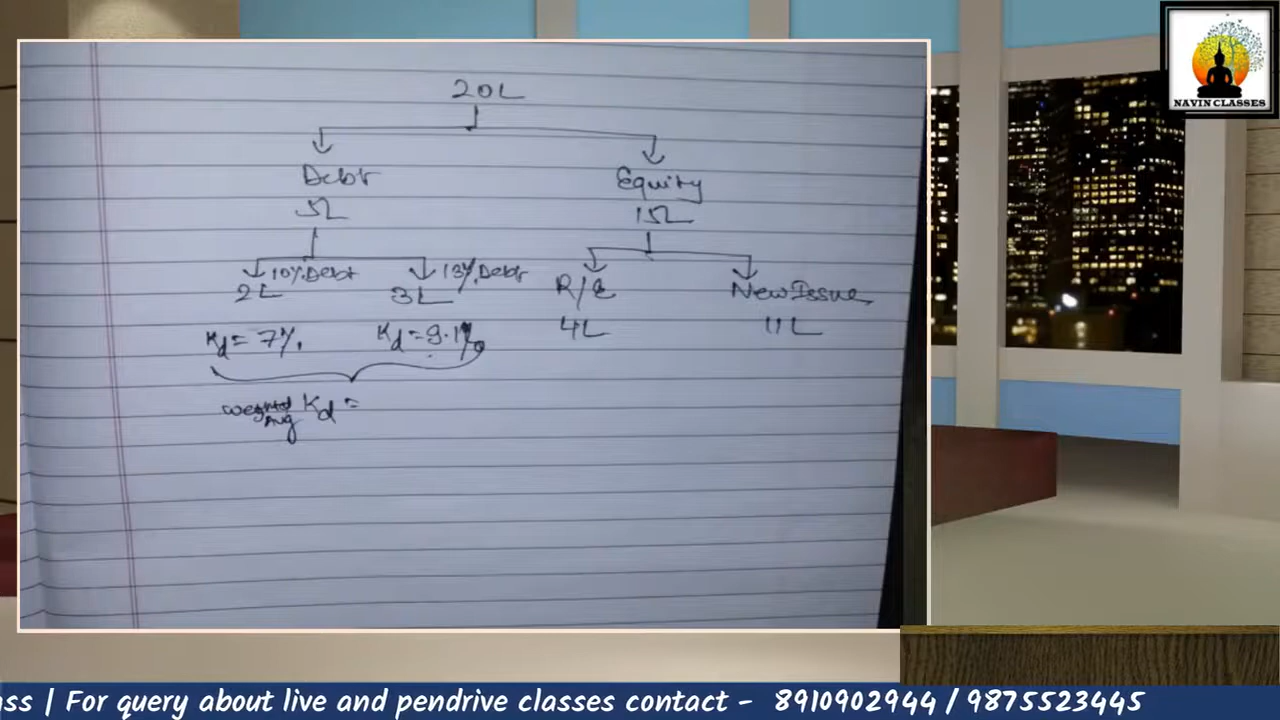 NAVIN CLASSES
20L
Debt Equity
5L 15L
10% Debt 13% Debt
2L 3L R/E New Issue
4L 11L
Kd = 7%. Kd = 9.1%
Kd =
Avg
ass | For query about live and pendrive classes contact - 8910902944 / 9875523445